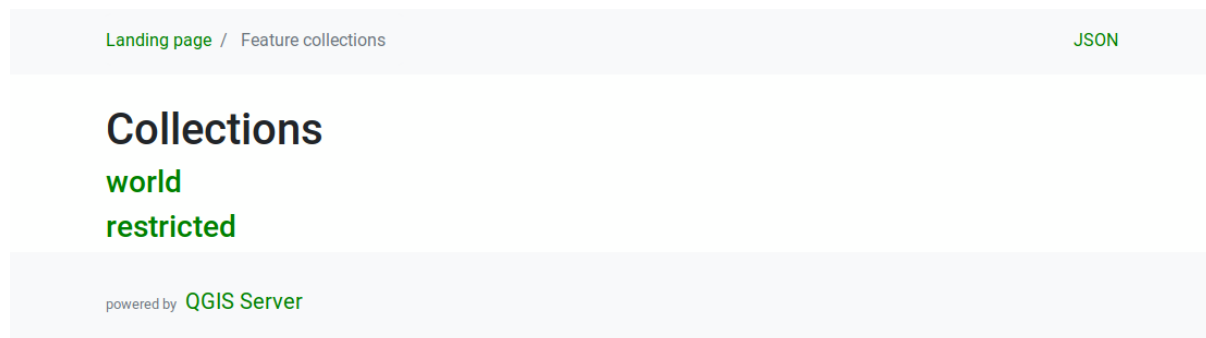 Landing page / Feature collections JSON
Collections
world
restricted
powered by QGIS Server